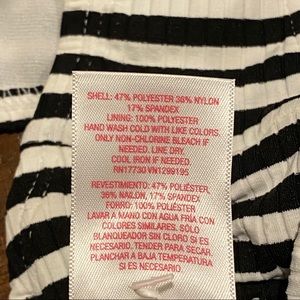 SHELL: 47% POLYESTER 36% NYLON
17% SPANDEX
LINING: 100% POLYESTER
HAND WASH COLD WITH LIKE COLORS,
ONLY NON-CHLORINE BLEACH IF
NEEDED, LINE DRY.
COOL IRON IF NEEDED
RN17730 VN1299195
REVESTIMIENTO: 47% POLIÉSTER,
36% NAILON, 17% SPANDEX
FORRO: 100% POLIÉSTER
LAVAR A MANO CON AGUA FRÍA CON
COLORES SIMILARES. SÓLO
BLANQUEADOR SIN CLORO SI ES
NECESARIO. TENDER PARA SECAR.
PLANCHAR A BAJA TEMPERATURA
SI ES NECESARIO